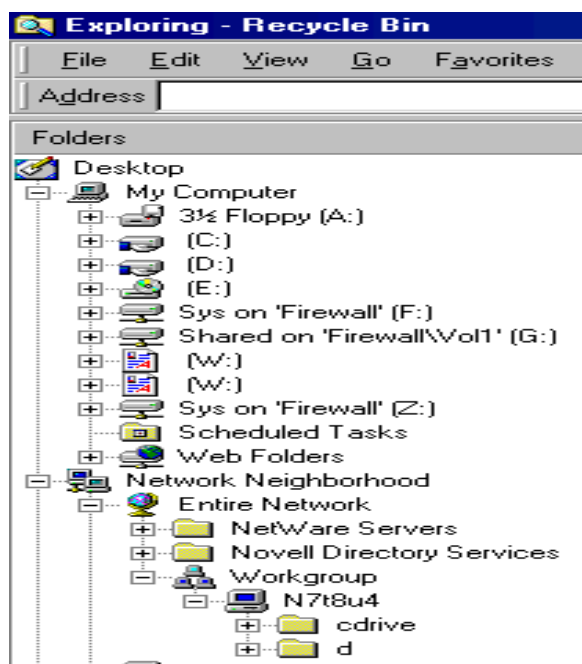 Exploring - Recycle Bin
File Edit View Go Favorites
Address
Folders
Desktop
My Computer
3½ Floppy (A:)
(C:)
(D:)
(E:)
Sys on 'Firewall' (F:)
Shared on 'Firewall\Vol1' (G:)
(W:)
(W:)
Sys on 'Firewall' (Z:)
Scheduled Tasks
Web Folders
Network Neighborhood
Entire Network
NetWare Servers
Novell Directory Services
Workgroup
N7t8u4
cdrive
d